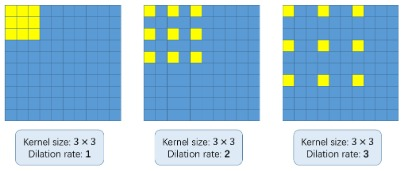 Kernel size: 3 × 3
Dilation rate: 1
Kernel size: 3 × 3
Dilation rate: 2
Kernel size: 3 × 3
Dilation rate: 3